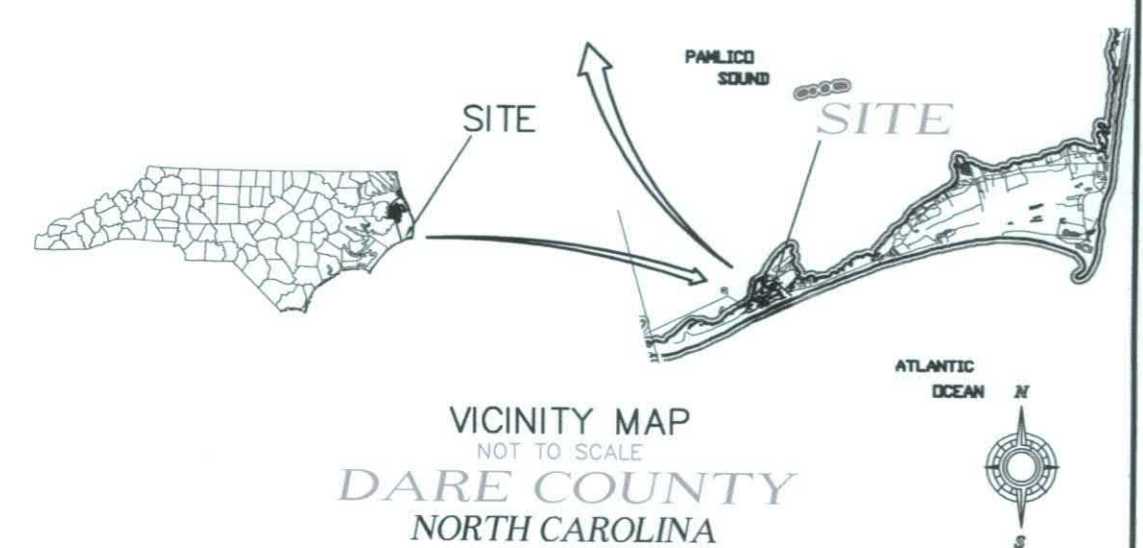 PAMLICO
SOUND
SITE
SITE
ATLANTIC
OCEAN
N
VICINITY MAP
NOT TO SCALE
DARE COUNTY
NORTH CAROLINA
S